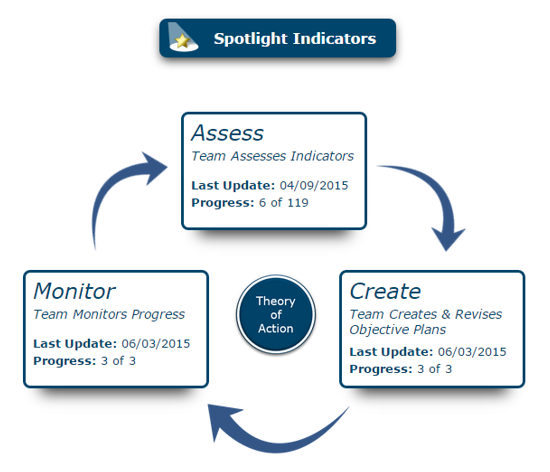 Spotlight Indicators
Assess
Team Assesses Indicators
Last Update: 04/09/2015
Progress: 6 of 119
Monitor
Team Monitors Progress
Last Update: 06/03/2015
Progress: 3 of 3
Theory
of
Action
Create
Team Creates & Revises
Objective Plans
Last Update: 06/03/2015
Progress: 3 of 3